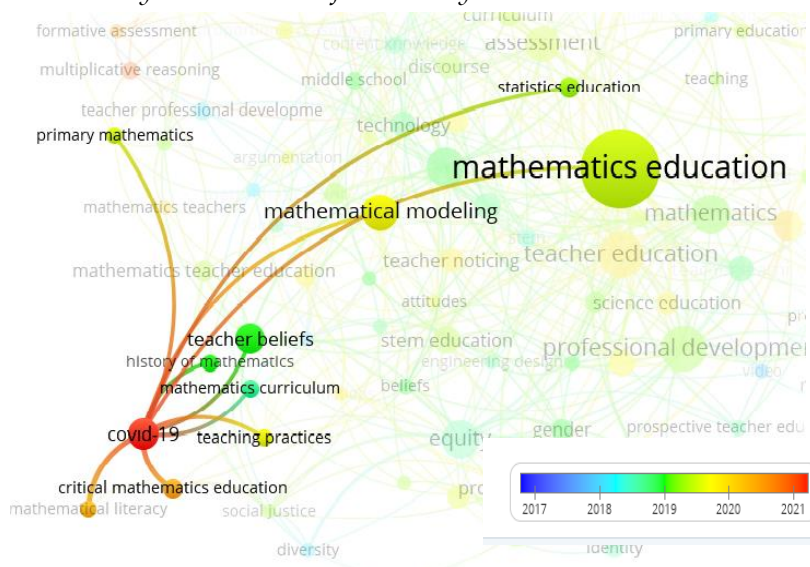 curriculum
formative assessment
content knowledge
assessment
primary education
multiplicative reasoning
discourse
middle school
statistics education
teaching
teacher professional developme
technology
primary mathematics
argumentation
mathematics education
mathematics teachers
mathematical modeling
mathematics
teacher noticing
teacher education
mathematics teacher education
attitudes
science education
teacher beliefs
stem education
professional developmen
history of mathematics
engineering design
video
mathematics curriculum
beliefs
covid-19
teaching practices
equity
gender
prospective teacher edu
critical mathematics education
mathematical literacy
social justice
diversity
identity
2017 2018 2019 2020 2021